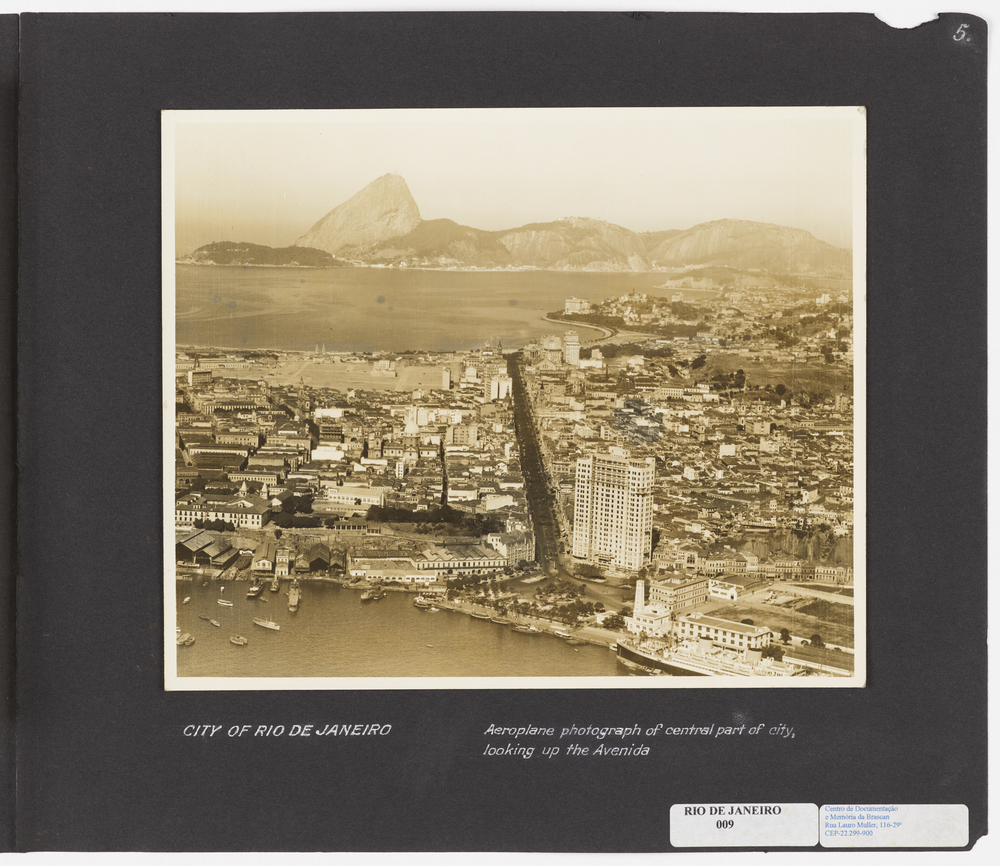 5.
CITY OF RIO DE JANEIRO
Aeroplane photograph of central part of city,
looking up the Avenida
RIO DE JANEIRO
009
Centro de Documentação
e Memória da Brascan
Rua Lauro Muller, 116-29º
CEP-22.299-900